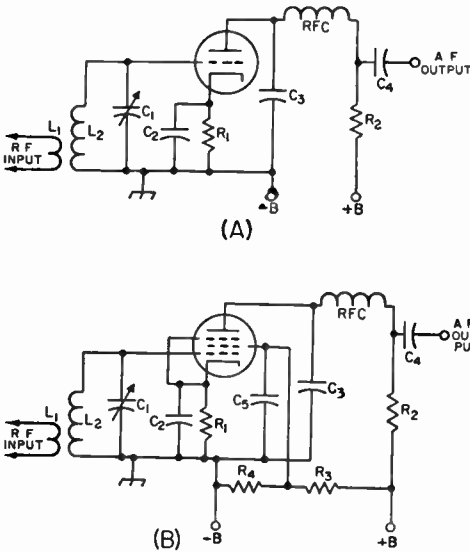 RFC
A F
OUTPUT
C4
C3
R2
C1
C2
R1
L1
L2
R F
INPUT
-B
+B
(A)
RFC
A F
OUT
PU
C4
C3
C5
R2
C1
C2
R1
L1
L2
R F
INPUT
R4
R3
-B
+B
(B)